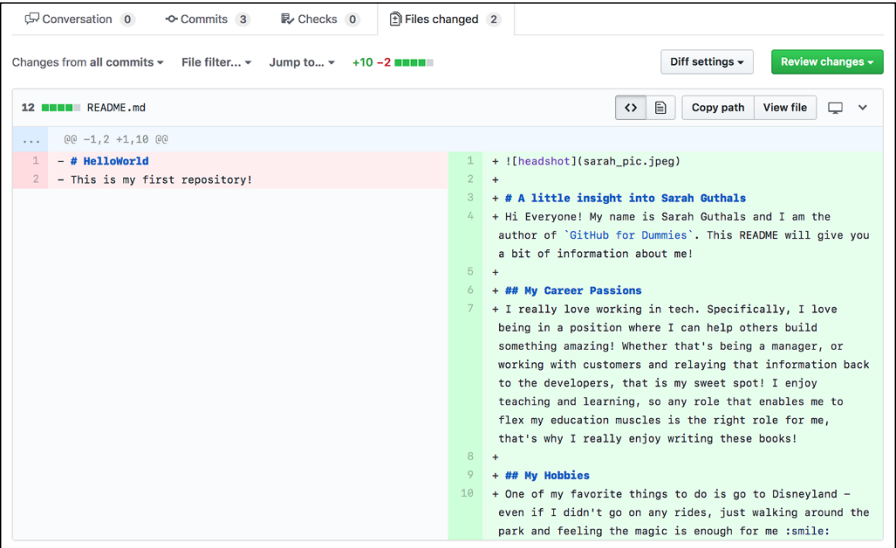 Conversation 0 Commits 3 Checks 0 Files changed 2
Changes from all commits File filter... Jump to... +10 −2 Diff settings Review changes
12 README.md <> Copy path View file
... @@ -1,2 +1,10 @@
1 - # HelloWorld
2 - This is my first repository!
1 + ![headshot](sarah_pic.jpeg)
2 +
3 + # A little insight into Sarah Guthals
4 + Hi Everyone! My name is Sarah Guthals and I am the
author of `GitHub for Dummies`. This README will give you
a bit of information about me!
5 +
6 + ## My Career Passions
7 + I really love working in tech. Specifically, I love
being in a position where I can help others build
something amazing! Whether that's being a manager, or
working with customers and relaying that information back
to the developers, that is my sweet spot! I enjoy
teaching and learning, so any role that enables me to
flex my education muscles is the right role for me,
that's why I really enjoy writing these books!
8 +
9 + ## My Hobbies
10 + One of my favorite things to do is go to Disneyland –
even if I didn't go on any rides, just walking around the
park and feeling the magic is enough for me :smile: